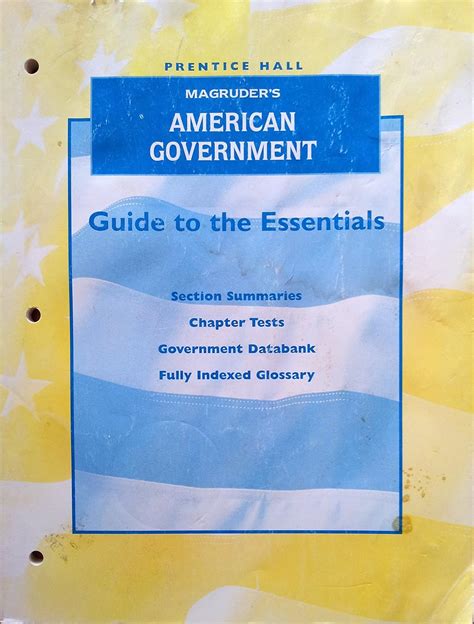 PRENTICE HALL
MAGRUDER'S
AMERICAN
GOVERNMENT
Guide to the Essentials
Section Summaries
Chapter Tests
Government Databank
Fully Indexed Glossary